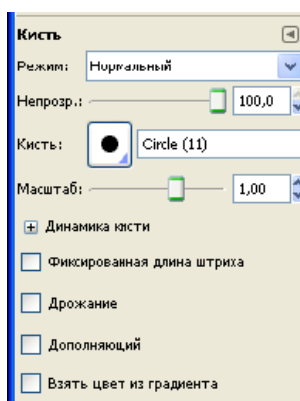 Кисть
Режим: Нормальный
Непрозр.: 100,0
Кисть: Circle (11)
Масштаб: 1,00
Динамика кисти
Фиксированная длина штриха
Дрожание
Дополняющий
Взять цвет из градиента